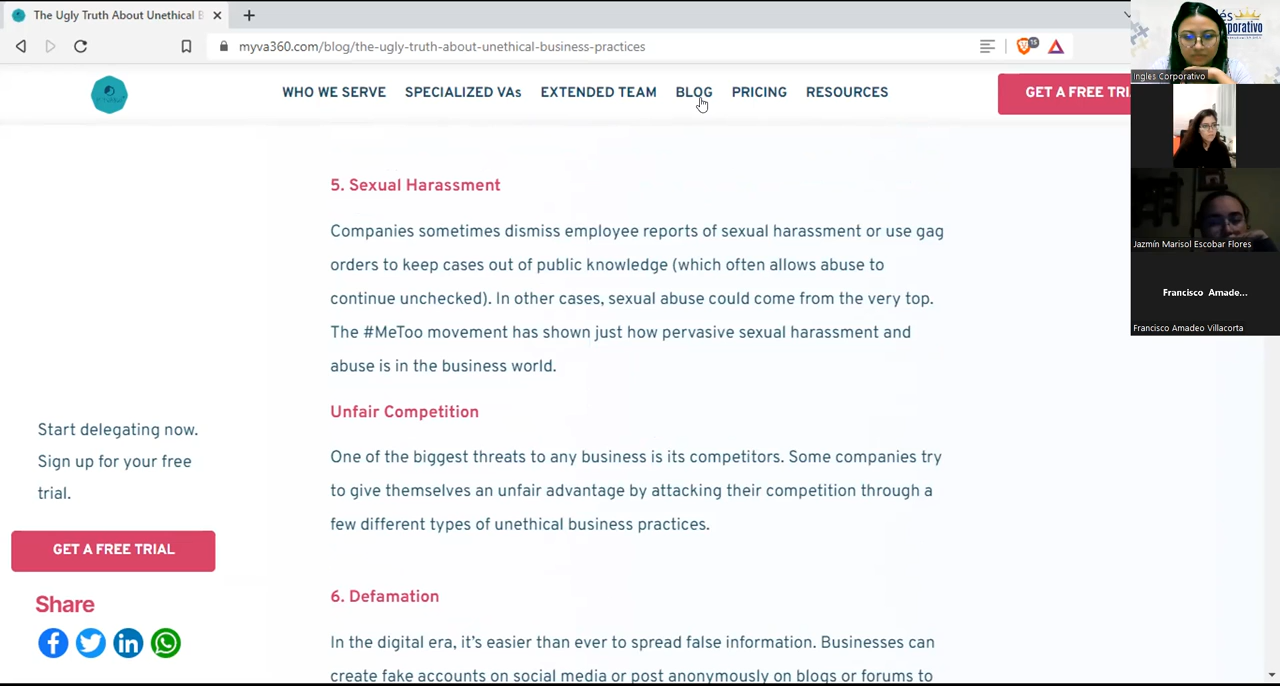 The Ugly Truth About Unethical B
myva360.com/blog/the-ugly-truth-about-unethical-business-practices
15
WHO WE SERVE SPECIALIZED VAs EXTENDED TEAM BLOG PRICING RESOURCES
GET A FREE TRI
5. Sexual Harassment
Companies sometimes dismiss employee reports of sexual harassment or use gag
orders to keep cases out of public knowledge (which often allows abuse to
continue unchecked). In other cases, sexual abuse could come from the very top.
The #MeToo movement has shown just how pervasive sexual harassment and
abuse is in the business world.
Unfair Competition
One of the biggest threats to any business is its competitors. Some companies try
to give themselves an unfair advantage by attacking their competition through a
few different types of unethical business practices.
6. Defamation
In the digital era, it's easier than ever to spread false information. Businesses can
create fake accounts on social media or post anonymously on blogs or forums to
Start delegating now.
Sign up for your free
trial.
GET A FREE TRIAL
Share
és
rporativo
Ingles Corporativo
Jazmín Marisol Escobar Flores
Francisco Amade...
Francisco Amadeo Villacorta